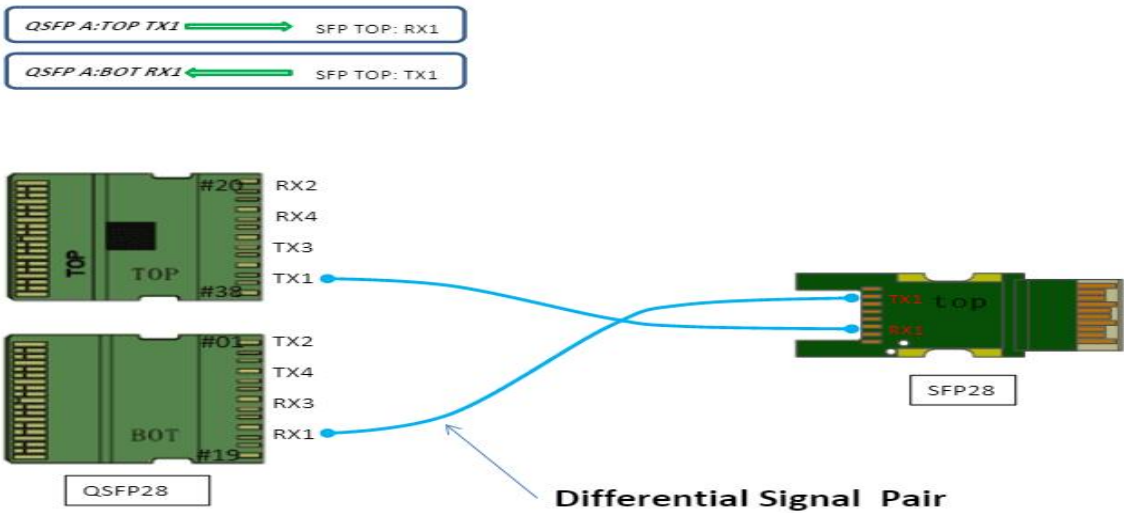 QSFP A:TOP TX1 SFP TOP: RX1
QSFP A:BOT RX1 SFP TOP: TX1
#20 RX2
RX4
TX3
TOP TOP TX1
#38
TX1 top
RX1
#01 TX2
TX4
RX3
BOT RX1
#19
SFP28
QSFP28
Differential Signal Pair